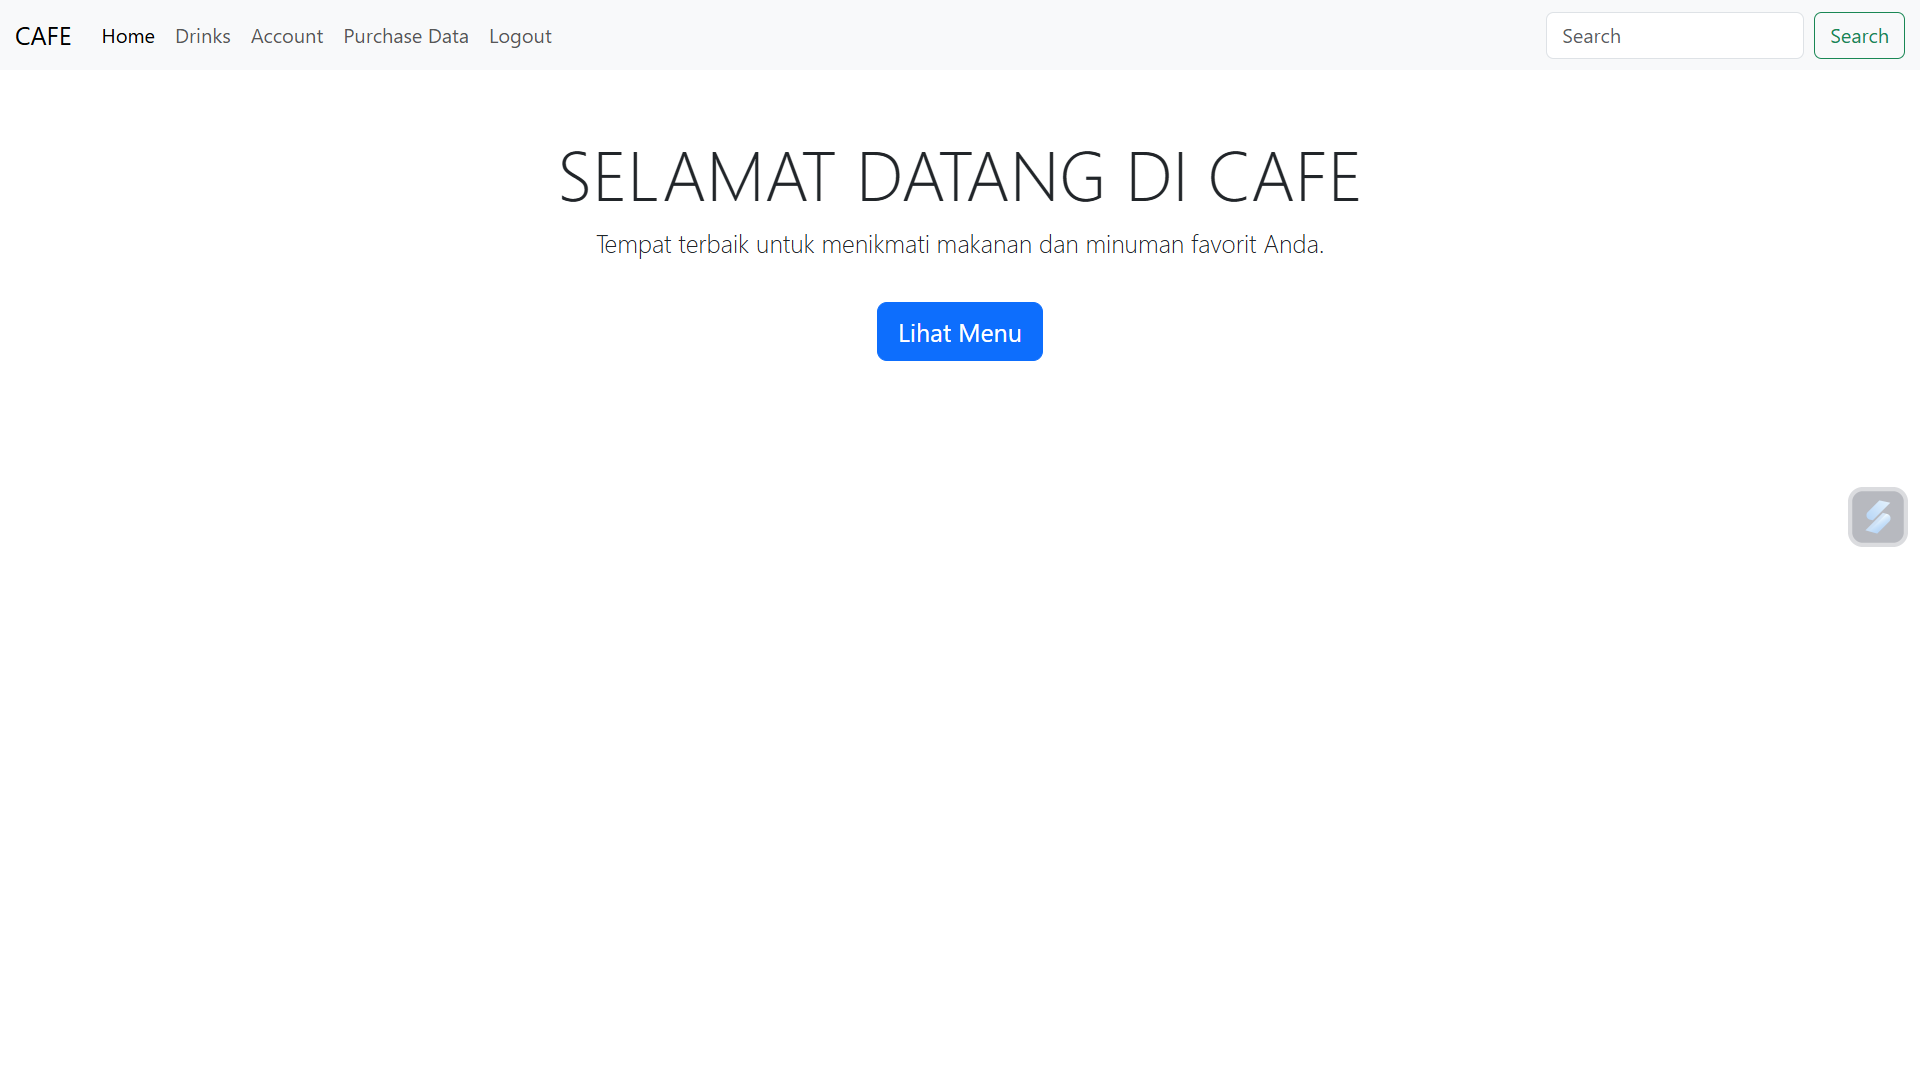 CAFE Home Drinks Account Purchase Data Logout Search Search
SELAMAT DATANG DI CAFE
Tempat terbaik untuk menikmati makanan dan minuman favorit Anda.
Lihat Menu